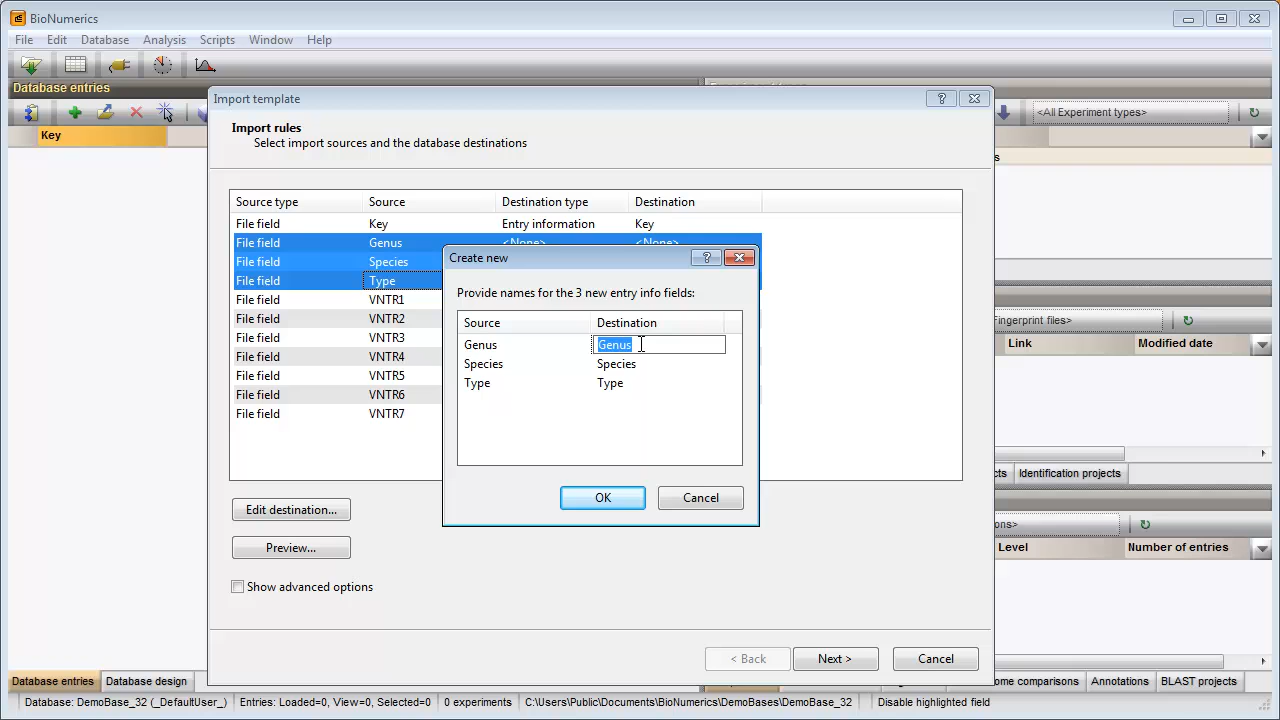 BioNumerics
File Edit Database Analysis Scripts Window Help
Database entries
Key
Import template
Import rules
Select import sources and the database destinations
<All Experiment types>
Source type Source Destination type Destination
File field Key Entry information Key
File field Genus <None> <None>
File field Species
File field Type
File field VNTR1
File field VNTR2
File field VNTR3
File field VNTR4
File field VNTR5
File field VNTR6
File field VNTR7
Create new
Provide names for the 3 new entry info fields:
Source Destination
Genus Genus
Species Species
Type Type
OK Cancel
Fingerprint files>
Link Modified date
Identification projects
Level Number of entries
Edit destination...
Preview...
Show advanced options
< Back Next > Cancel
Database entries Database design
comparisons Annotations BLAST projects
Database: DemoBase_32 (_DefaultUser_) Entries: Loaded=0, View=0, Selected=0 0 experiments C:\Users\Public\Documents\BioNumerics\DemoBases\DemoBase_32 Disable highlighted field